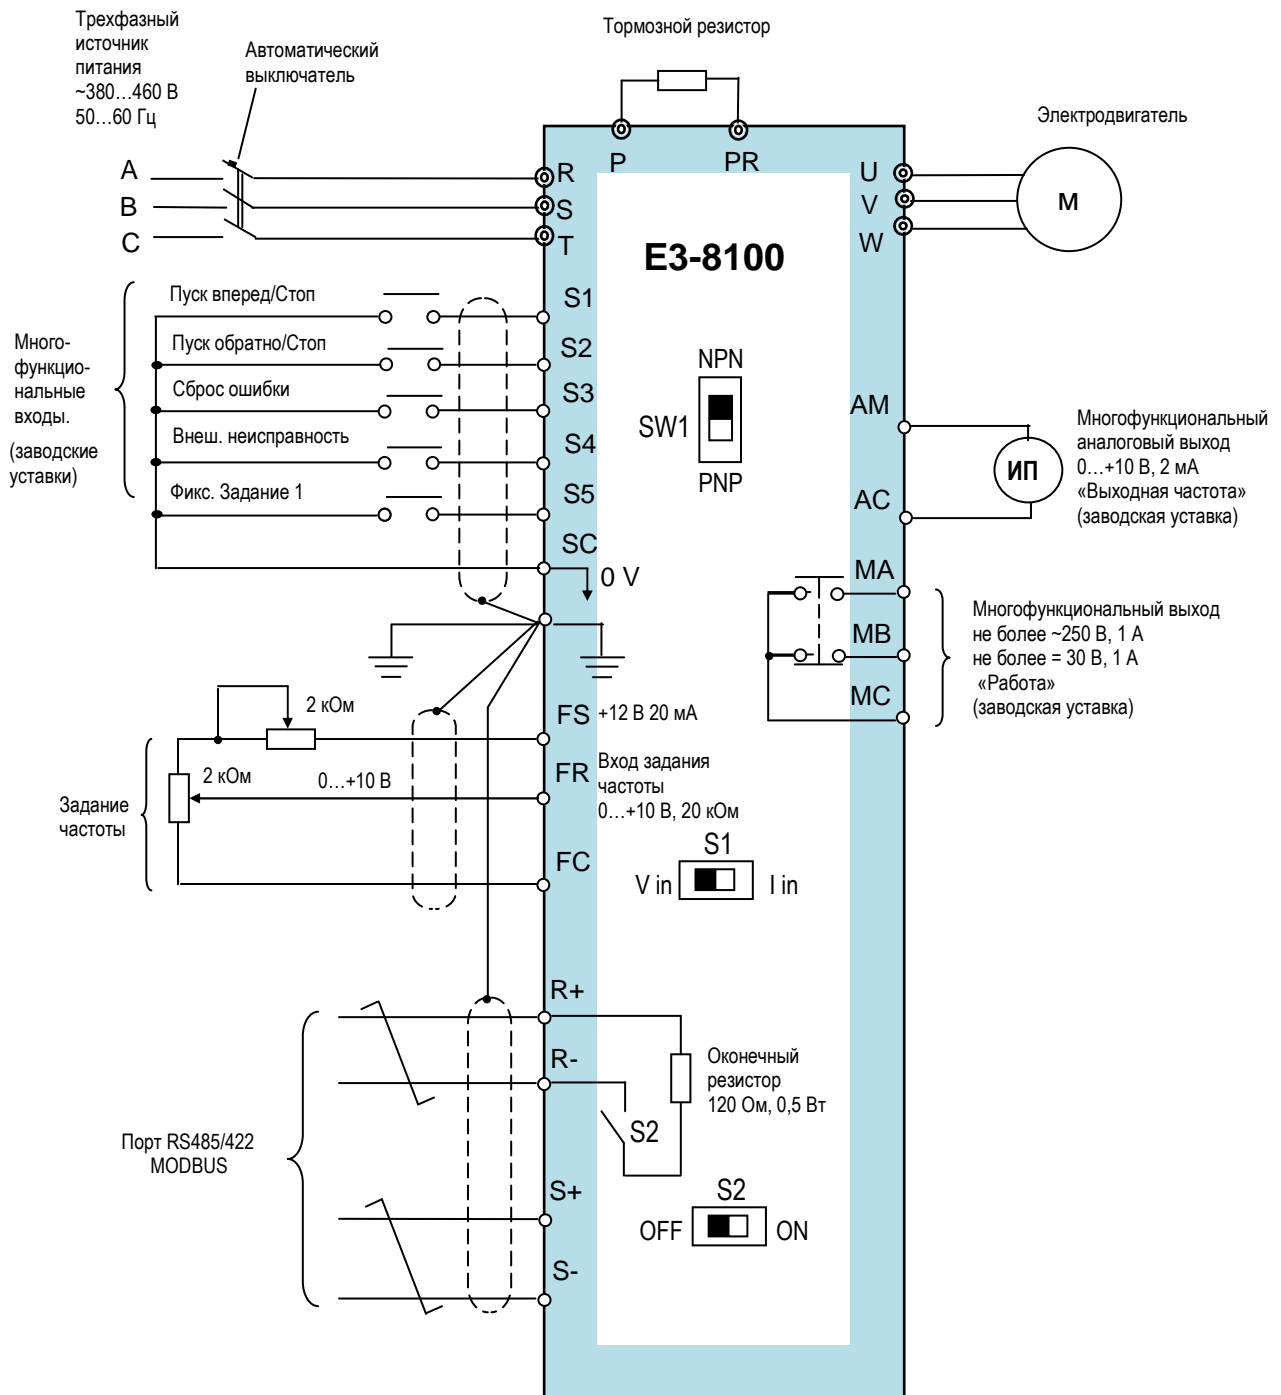 Трехфазный
источник
питания
~380…460 В
50…60 Гц
Автоматический
выключатель
Тормозной резистор
Электродвигатель
P
PR
A
B
C
R
S
T
U
V
W
М
E3-8100
Много-
функцио-
нальные
входы.
(заводские
уставки)
Пуск вперед/Стоп
S1
Пуск обратно/Стоп
S2
Сброс ошибки
S3
Внеш. неисправность
S4
Фикс. Задание 1
S5
SC
0 V
NPN
SW1
PNP
AM
AC
ИП
Многофункциональный
аналоговый выход
0…+10 В, 2 мА
«Выходная частота»
(заводская уставка)
MA
MB
MC
Многофункциональный выход
не более ~250 В, 1 А
не более = 30 В, 1 А
«Работа»
(заводская уставка)
Задание
частоты
2 кОм
2 кОм
0…+10 В
FS
+12 В 20 мА
FR
Вход задания
частоты
0…+10 В, 20 кОм
FC
S1
V in
I in
Порт RS485/422
MODBUS
R+
R-
S+
S-
Оконечный
резистор
120 Ом, 0,5 Вт
S2
S2
OFF
ON